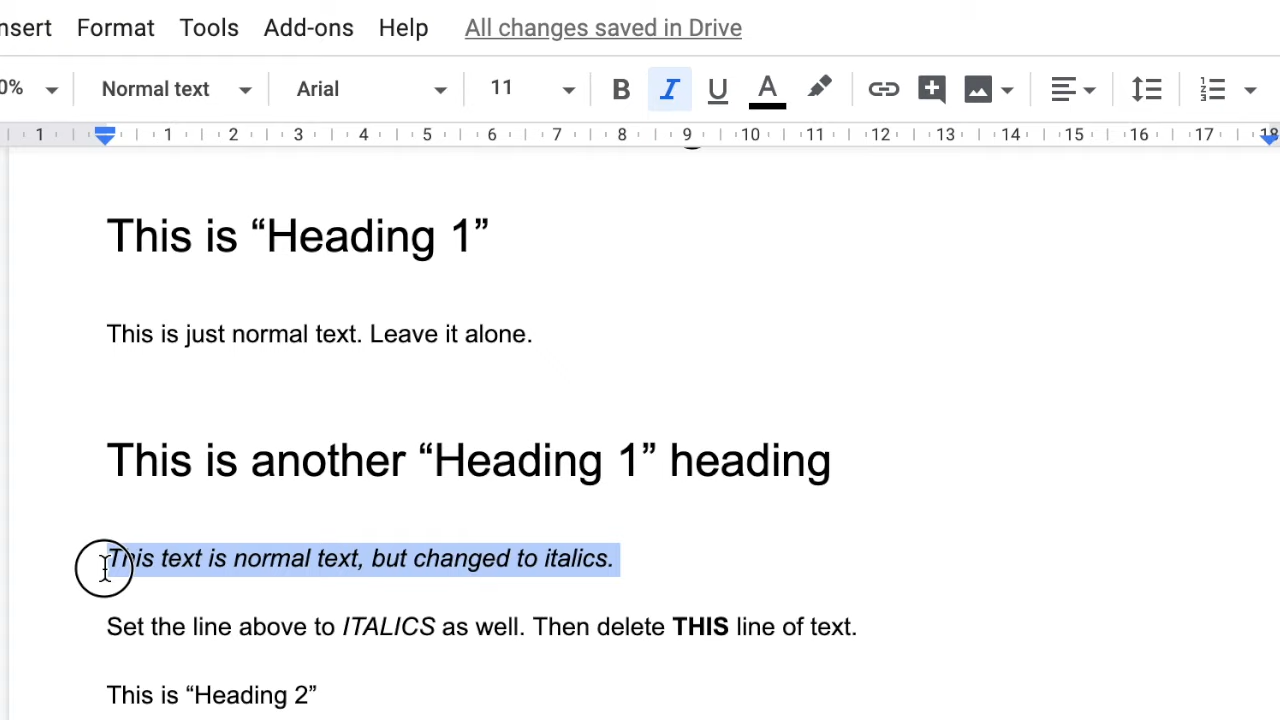 nsert Format Tools Add-ons Help All changes saved in Drive
0% Normal text Arial 11 B I U A
1 1 2 3 4 5 6 7 8 9 10 11 12 13 14 15 16 17 18
This is “Heading 1”
This is just normal text. Leave it alone.
This is another “Heading 1” heading
This text is normal text, but changed to italics.
Set the line above to ITALICS as well. Then delete THIS line of text.
This is “Heading 2”